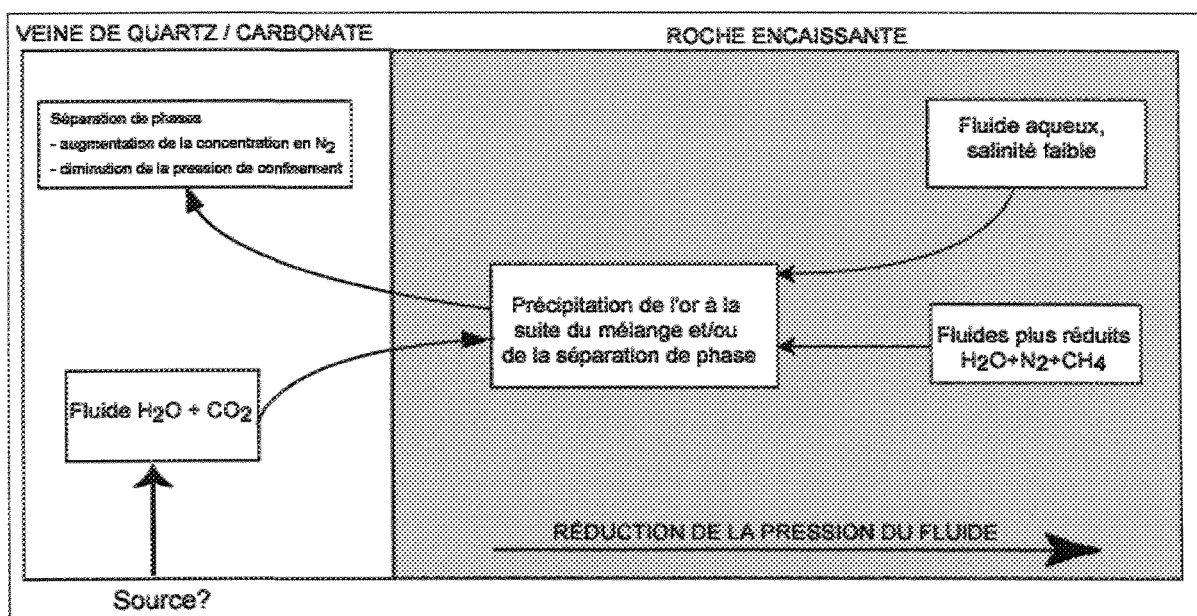 VEINE DE QUARTZ / CARBONATE
ROCHE ENCAISSANTE
Séparation de phases
- augmentation de la concentration en N2
- diminution de la pression de confinement
Fluide aqueux,
salinité faible
Précipitation de l'or à la
suite du mélange et/ou
de la séparation de phase
Fluides plus réduits
H2O+N2+CH4
Fluide H2O + CO2
RÉDUCTION DE LA PRESSION DU FLUIDE
Source?